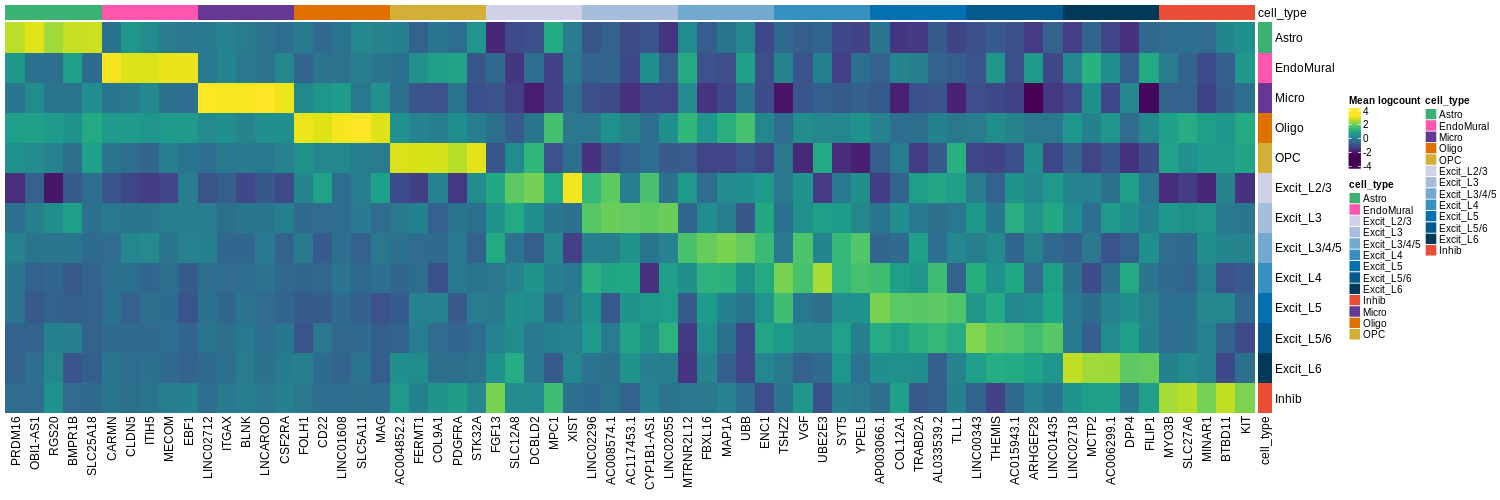 cell_type
Astro
EndoMural
Micro
Oligo
OPC
Excit_L2/3
Excit_L3
Excit_L3/4/5
Excit_L4
Excit_L5
Excit_L5/6
Excit_L6
Inhib
PRDM16
OBI1-AS1
RGS20
BMPR1B
SLC25A18
CARMN
CLDN5
ITIH5
MECOM
EBF1
LINC02712
ITGAX
BLNK
LNCAROD
CSF2RA
FOLH1
CD22
LINC01608
SLC5A11
MAG
AC004852.2
FERMT1
COL9A1
PDGFRA
STK32A
FGF13
SLC12A8
DCBLD2
MPC1
XIST
LINC02296
AC008574.1
AC117453.1
CYP1B1-AS1
LINC02055
MTRNR2L12
FBXL16
MAP1A
UBB
ENC1
TSHZ2
VGF
UBE2E3
SYT5
YPEL5
AP003066.1
COL12A1
TRABD2A
AL033539.2
TLL1
LINC00343
THEMIS
AC015943.1
ARHGEF28
LINC01435
LINC02718
MCTP2
AC006299.1
DPP4
FILIP1
MYO3B
SLC27A6
MINAR1
BTBD11
KIT
cell_type
Mean logcount
4
2
0
-2
-4
cell_type
Astro
EndoMural
Excit_L2/3
Excit_L3
Excit_L3/4/5
Excit_L4
Excit_L5
Excit_L5/6
Excit_L6
Inhib
Micro
Oligo
OPC
cell_type
Astro
EndoMural
Micro
Oligo
OPC
Excit_L2/3
Excit_L3
Excit_L3/4/5
Excit_L4
Excit_L5
Excit_L5/6
Excit_L6
Inhib